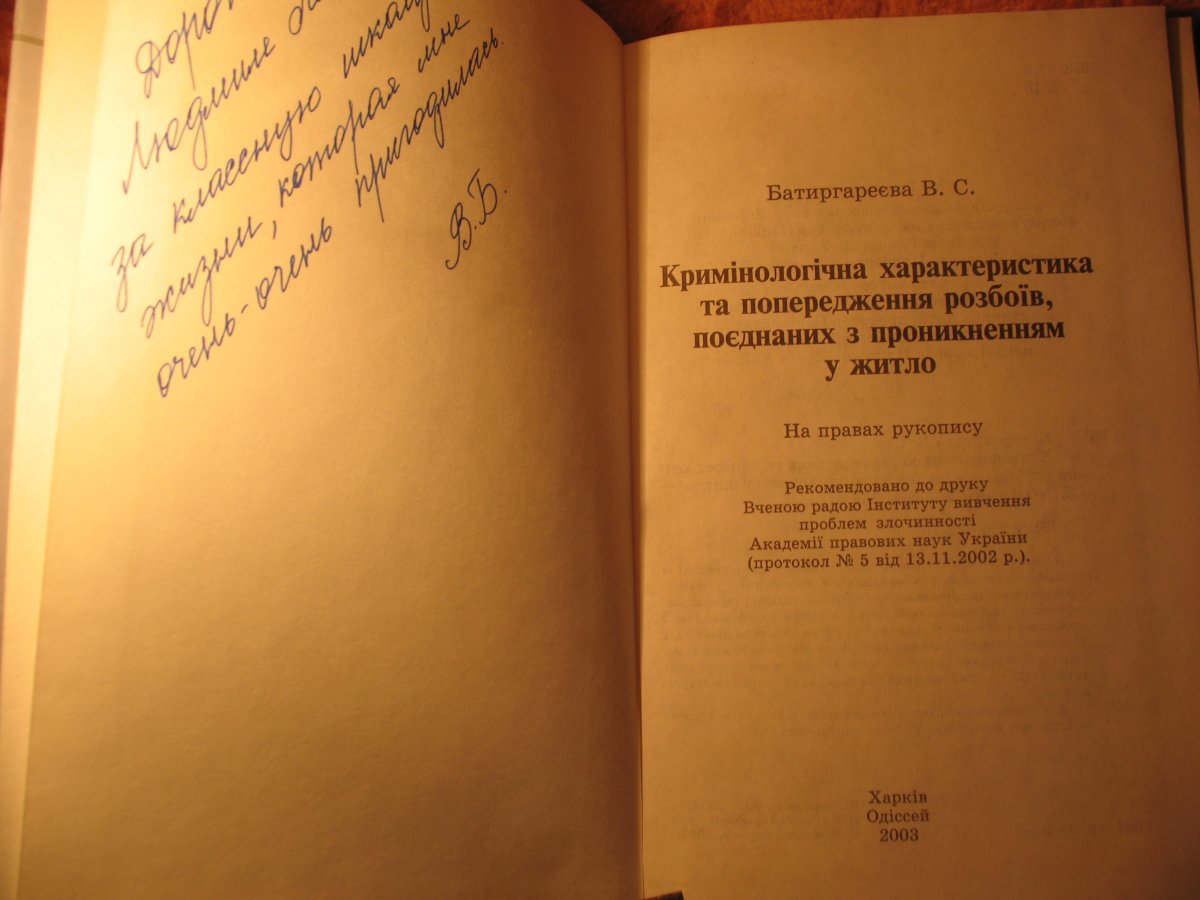 Доро
Людмиле
за классную школу
жизни, которая мне
очень-очень пригодилась.
В.Б.
Батиргареєва В. С.
Кримінологічна характеристика
та попередження розбоїв,
поєднаних з проникненням
у житло
На правах рукопису
Рекомендовано до друку
Вченою радою Інституту вивчення
проблем злочинності
Академії правових наук України
(протокол № 5 від 13.11.2002 р.).
Харків
Одіссей
2003